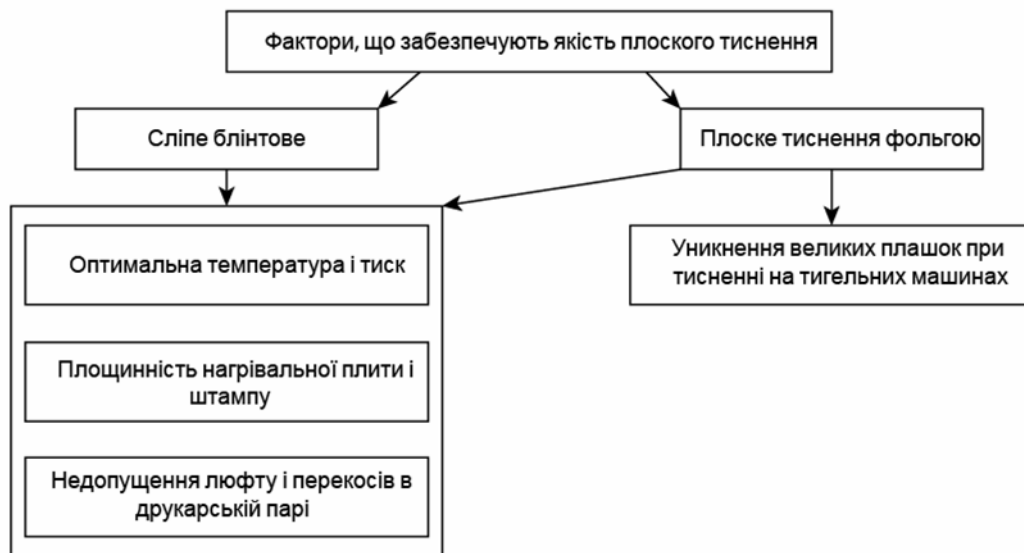 Фактори, що забезпечують якість плоского тиснення
Сліпе блінтове
Плоске тиснення фольгою
Оптимальна температура і тиск
Уникнення великих плашок при
тисненні на тигельних машинах
Площинність нагрівальної плити і
штампу
Недопущення люфту і перекосів в
друкарській парі